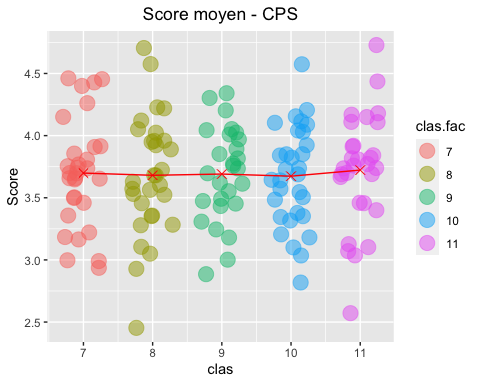 Score moyen - CPS
4.5
4.0
3.5
3.0
2.5
Score
7 8 9 10 11
clas
clas.fac
7
8
9
10
11